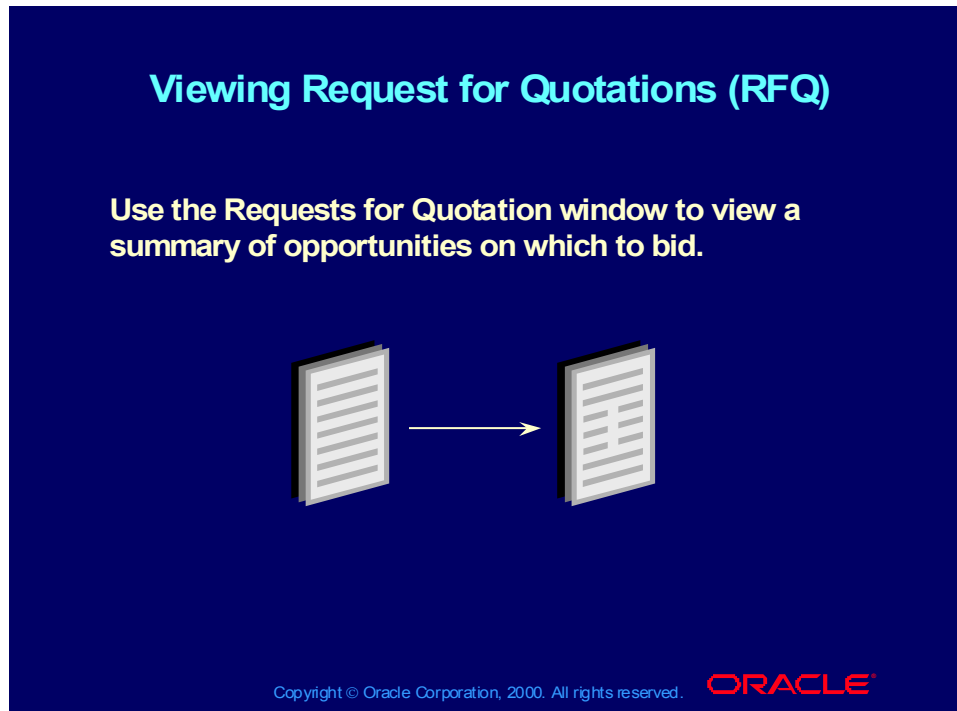 Viewing Request for Quotations (RFQ)
Use the Requests for Quotation window to view a
summary of opportunities on which to bid.
Copyright © Oracle Corporation, 2000. All rights reserved.
ORACLE®